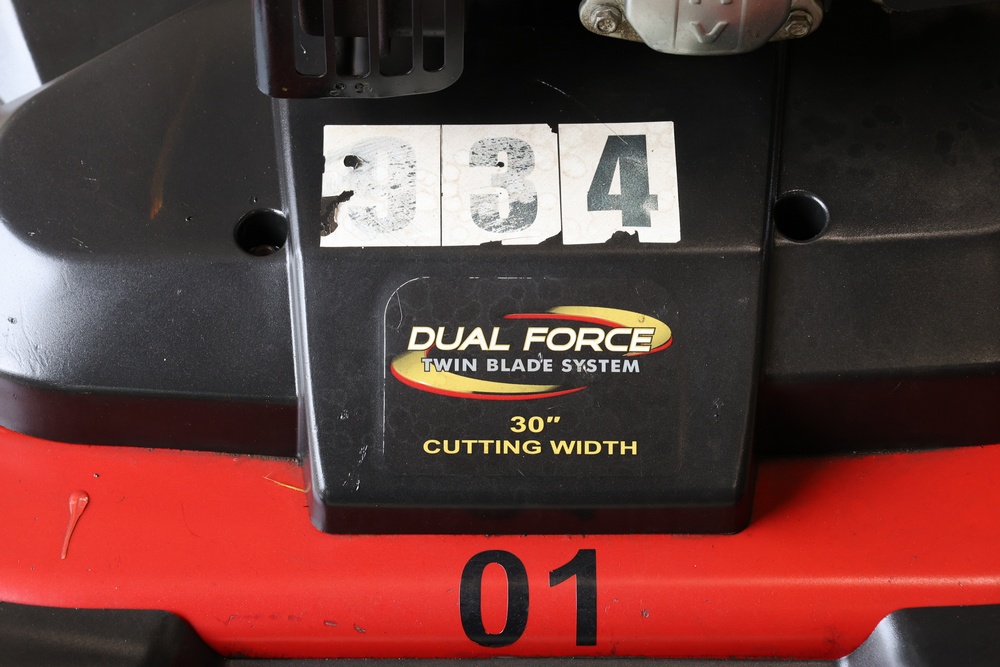 934
DUAL FORCE
TWIN BLADE SYSTEM
30"
CUTTING WIDTH
01